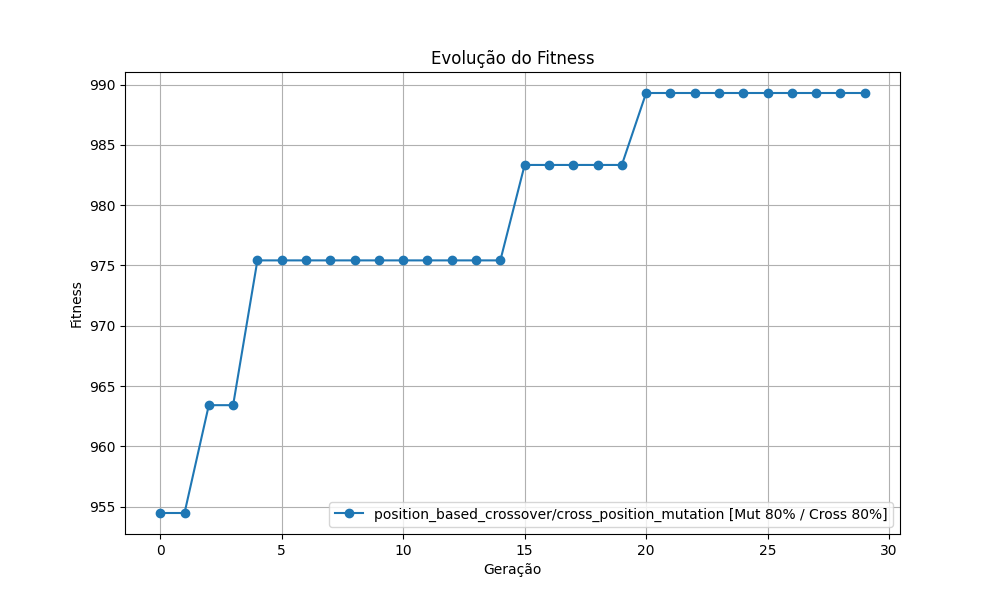 Evolução do Fitness
990
985
980
975
970
965
960
955
Fitness
position_based_crossover/cross_position_mutation [Mut 80% / Cross 80%]
0 5 10 15 20 25 30
Geração